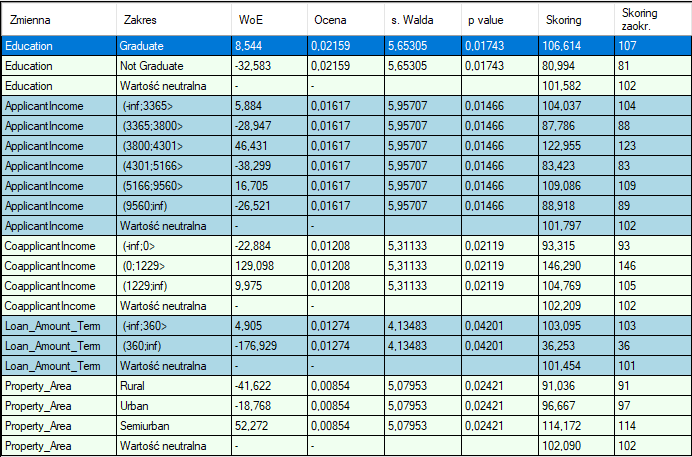 Zmienna Zakres WoE Ocena s. Walda p value Skoring Skoring zaokr.
Education Graduate 8,544 0,02159 5,65305 0,01743 106,614 107
Education Not Graduate -32,583 0,02159 5,65305 0,01743 80,994 81
Education Wartość neutralna - - 101,582 102
ApplicantIncome (-inf;3365> 5,884 0,01617 5,95707 0,01466 104,037 104
ApplicantIncome (3365;3800> -28,947 0,01617 5,95707 0,01466 87,786 88
ApplicantIncome (3800;4301> 46,431 0,01617 5,95707 0,01466 122,955 123
ApplicantIncome (4301;5166> -38,299 0,01617 5,95707 0,01466 83,423 83
ApplicantIncome (5166;9560> 16,705 0,01617 5,95707 0,01466 109,086 109
ApplicantIncome (9560;inf) -26,521 0,01617 5,95707 0,01466 88,918 89
ApplicantIncome Wartość neutralna - - 101,797 102
CoapplicantIncome (-inf;0> -22,884 0,01208 5,31133 0,02119 93,315 93
CoapplicantIncome (0;1229> 129,098 0,01208 5,31133 0,02119 146,290 146
CoapplicantIncome (1229;inf) 9,975 0,01208 5,31133 0,02119 104,769 105
CoapplicantIncome Wartość neutralna - - 102,209 102
Loan_Amount_Term (-inf;360> 4,905 0,01274 4,13483 0,04201 103,095 103
Loan_Amount_Term (360;inf) -176,929 0,01274 4,13483 0,04201 36,253 36
Loan_Amount_Term Wartość neutralna - - 101,454 101
Property_Area Rural -41,622 0,00854 5,07953 0,02421 91,036 91
Property_Area Urban -18,768 0,00854 5,07953 0,02421 96,667 97
Property_Area Semiurban 52,272 0,00854 5,07953 0,02421 114,172 114
Property_Area Wartość neutralna - - 102,090 102